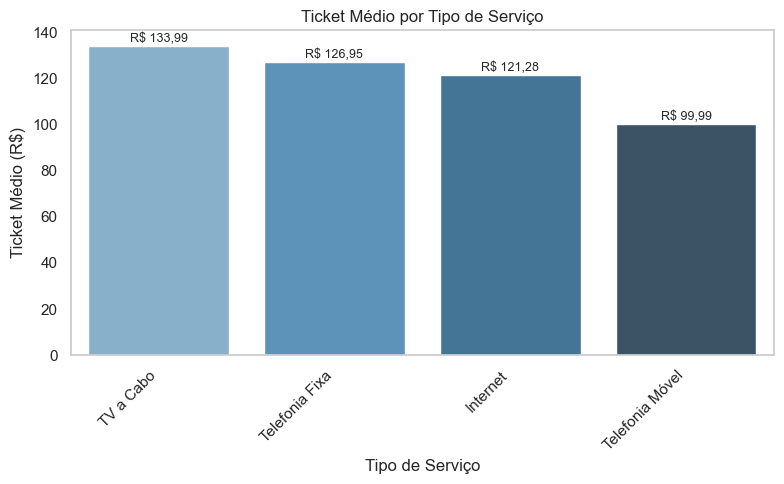 Ticket Médio por Tipo de Serviço
Ticket Médio (R$)
140
120
100
80
60
40
20
0
R$ 133,99
R$ 126,95
R$ 121,28
R$ 99,99
TV a Cabo
Telefonia Fixa
Internet
Telefonia Móvel
Tipo de Serviço